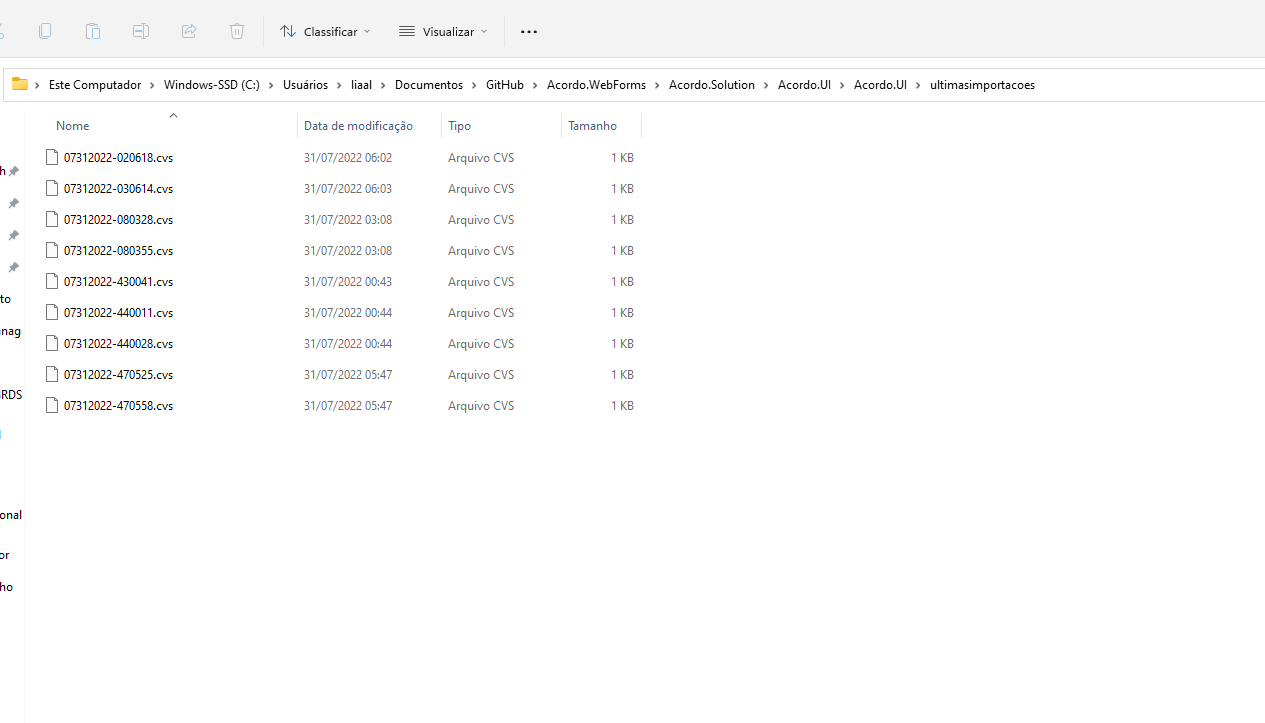 Classificar Visualizar ...
Este Computador > Windows-SSD (C:) > Usuários > liaal > Documentos > GitHub > Acordo.WebForms > Acordo.Solution > Acordo.UI > Acordo.UI > ultimasimportacoes
Nome Data de modificação Tipo Tamanho
07312022-020618.cvs 31/07/2022 06:02 Arquivo CVS 1 KB
h
07312022-030614.cvs 31/07/2022 06:03 Arquivo CVS 1 KB
07312022-080328.cvs 31/07/2022 03:08 Arquivo CVS 1 KB
07312022-080355.cvs 31/07/2022 03:08 Arquivo CVS 1 KB
07312022-430041.cvs 31/07/2022 00:43 Arquivo CVS 1 KB
to
07312022-440011.cvs 31/07/2022 00:44 Arquivo CVS 1 KB
nag
07312022-440028.cvs 31/07/2022 00:44 Arquivo CVS 1 KB
07312022-470525.cvs 31/07/2022 05:47 Arquivo CVS 1 KB
RDS
07312022-470558.cvs 31/07/2022 05:47 Arquivo CVS 1 KB
onal
or
ho